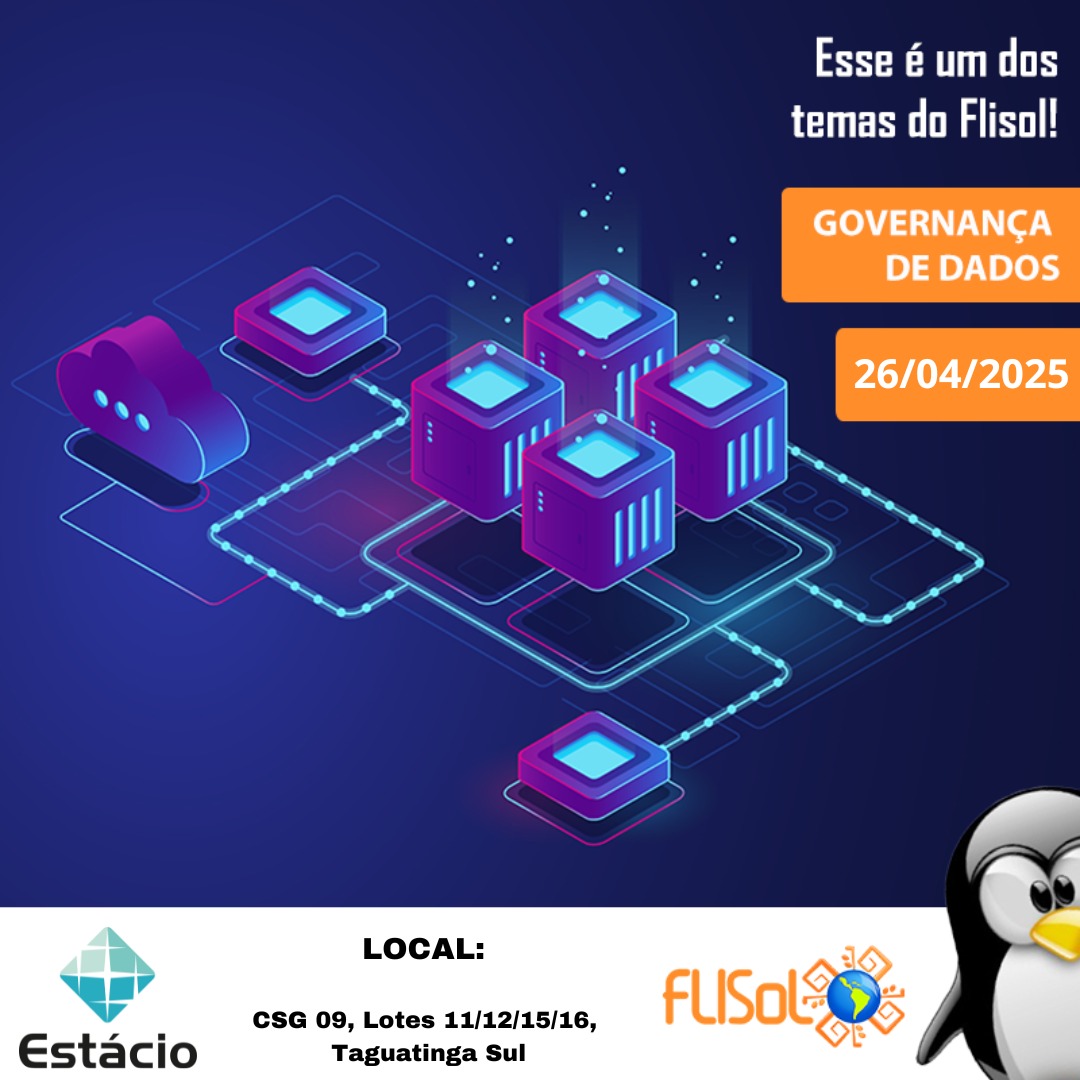 Esse é um dos
temas do Flisol!
GOVERNANÇA
DE DADOS
26/04/2025
LOCAL:
CSG 09, Lotes 11/12/15/16,
Taguatinga Sul
Estácio
FLISoL